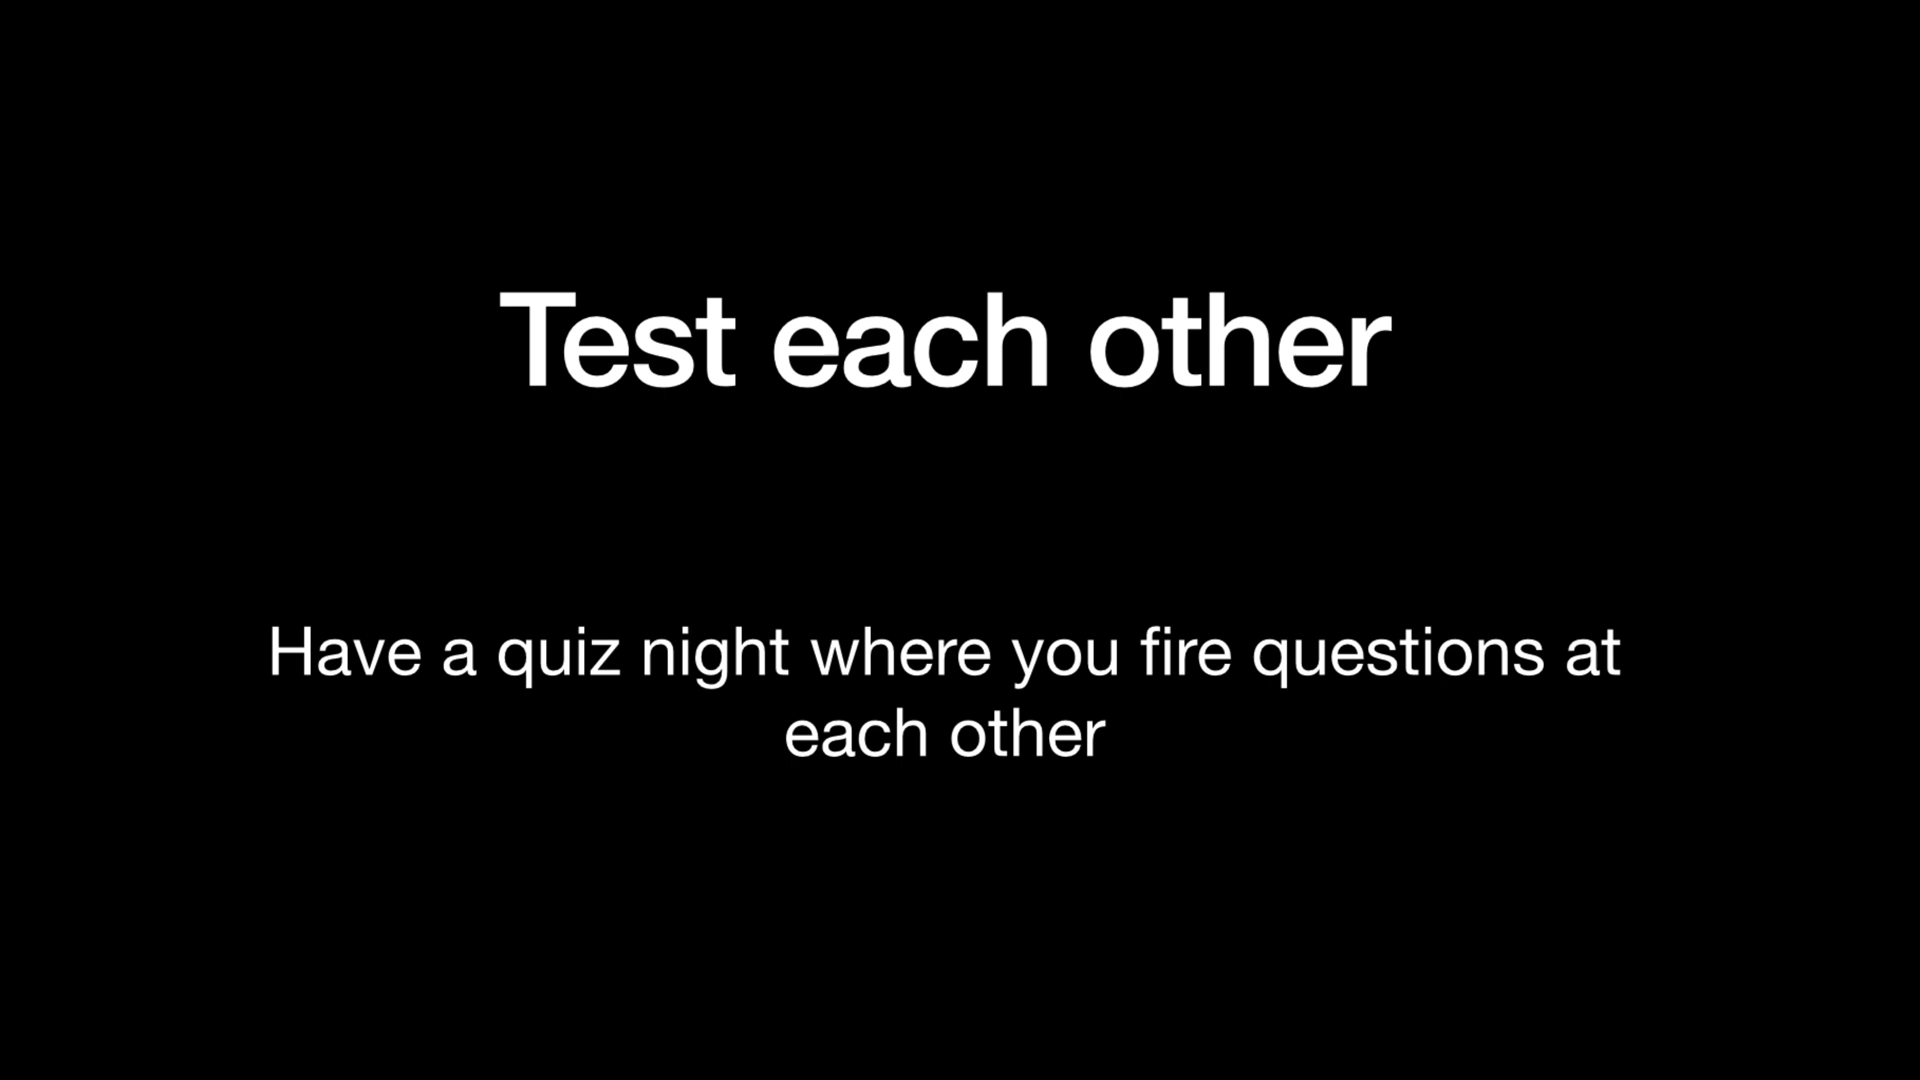 Test each other
Have a quiz night where you fire questions at
each other